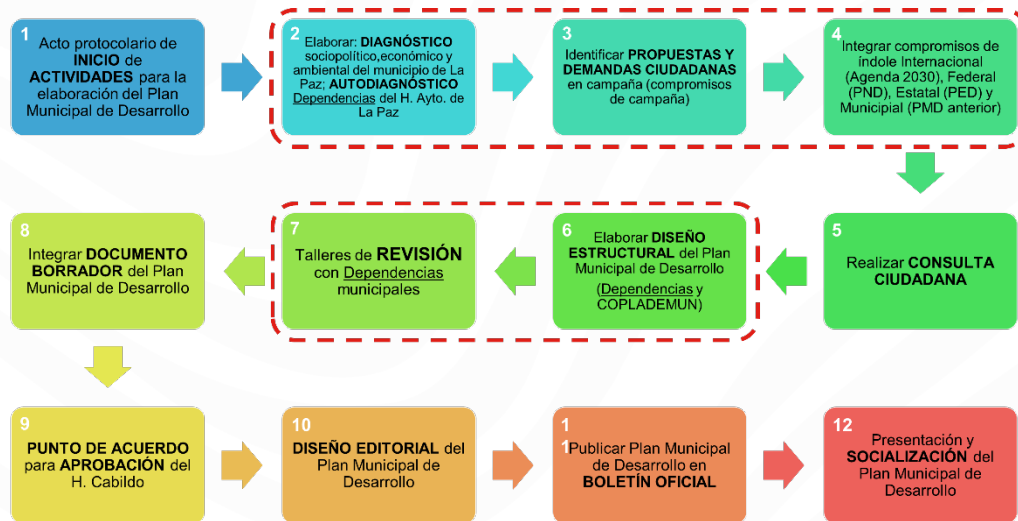 1
Acto protocolario de
INICIO de
ACTIVIDADES para la
elaboración del Plan
Municipal de Desarrollo
2
Elaborar: DIAGNÓSTICO
sociopolítico,económico y
ambiental del municipio de La
Paz; AUTODIAGNÓSTICO
Dependencias del H. Ayto. de
La Paz
3
Identificar PROPUESTAS Y
DEMANDAS CIUDADANAS
en campaña (compromisos
de campaña)
4
Integrar compromisos de
índole Internacional
(Agenda 2030), Federal
(PND), Estatal (PED) y
Municipial (PMD anterior)
5
Realizar CONSULTA
CIUDADANA
6
Elaborar DISEÑO
ESTRUCTURAL del Plan
Municipal de Desarrollo
(Dependencias y
COPLADEMUN)
7
Talleres de REVISIÓN
con Dependencias
municipales
8
Integrar DOCUMENTO
BORRADOR del Plan
Municipal de Desarrollo
9
PUNTO DE ACUERDO
para APROBACIÓN del
H. Cabildo
10
DISEÑO EDITORIAL del
Plan Municipal de
Desarrollo
1
1
Publicar Plan Municipal
de Desarrollo en
BOLETÍN OFICIAL
12
Presentación y
SOCIALIZACIÓN del
Plan Municipal de
Desarrollo